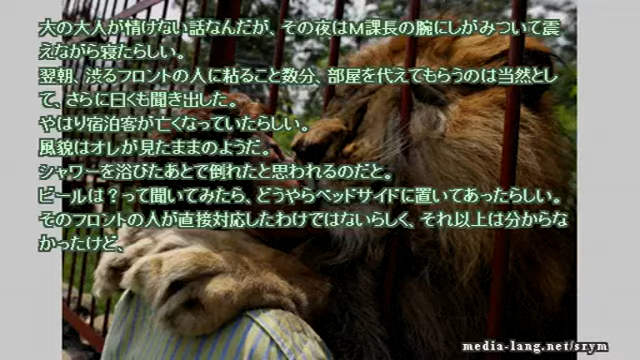 大の大人が情けない話なんだが、その夜はM課長の腕にしがみついて震
えながら寝たらしい。
翌朝、渋るフロントの人に粘ること数分、部屋を代えてもらうのは当然とし
て、さらに曰くも聞き出した。
やはり宿泊客が亡くなっていたらしい。
風貌はオレが見たままのようだ。
シャワーを浴びたあとで倒れたと思われるのだと。
ビールは？って聞いてみたら、どうやらベッドサイドに置いてあったらしい。
そのフロントの人が直接対応したわけではないらしく、それ以上は分からな
かったけど、
media-lang.net/srym